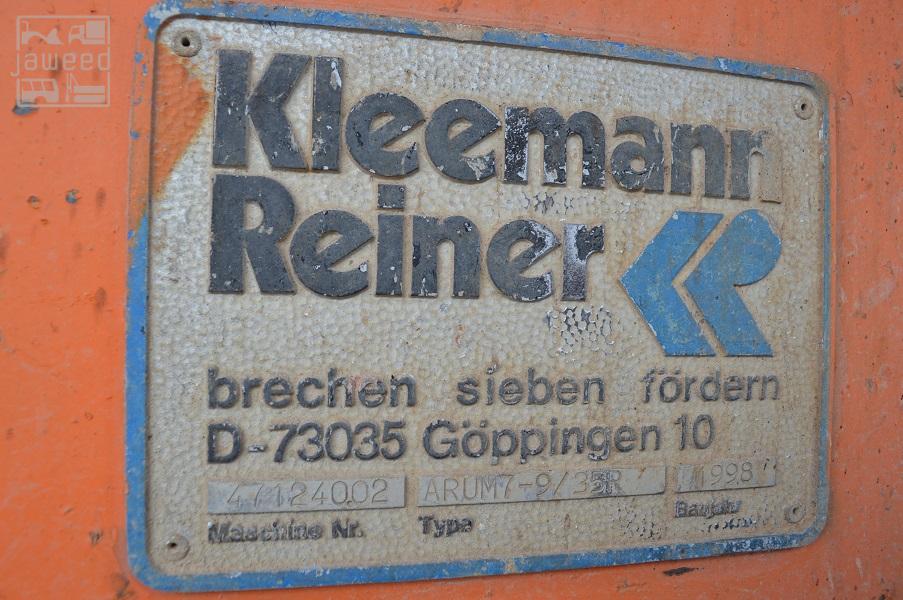 jaweed
Kleemann
Reiner
brechen sieben fördern
D-73035 Göppingen 10
47124002 1998
Maschine Nr. Type Baujahr